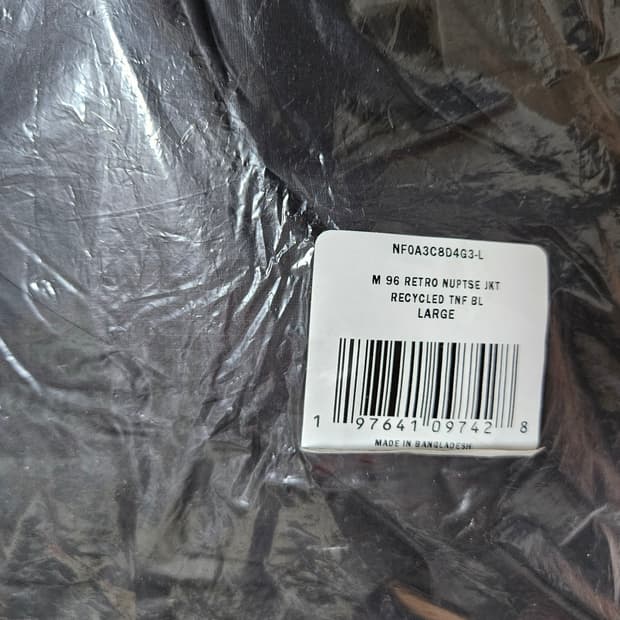 NF0A3C8D4G3-L
M 96 RETRO NUPTSE JKT
RECYCLED TNF BL
LARGE
1 97641 09742 8
MADE IN BANGLADESH